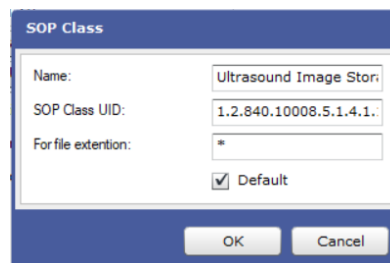 SOP Class
Name: Ultrasound Image Stor
SOP Class UID: 1.2.840.10008.5.1.4.1.
For file extention: *
Default
OK Cancel